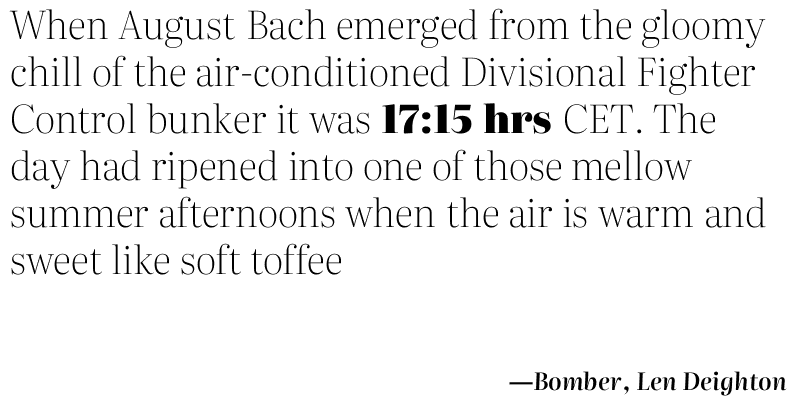 When August Bach emerged from the gloomy
chill of the air-conditioned Divisional Fighter
Control bunker it was 17:15 hrs CET. The
day had ripened into one of those mellow
summer afternoons when the air is warm and
sweet like soft toffee
—Bomber, Len Deighton